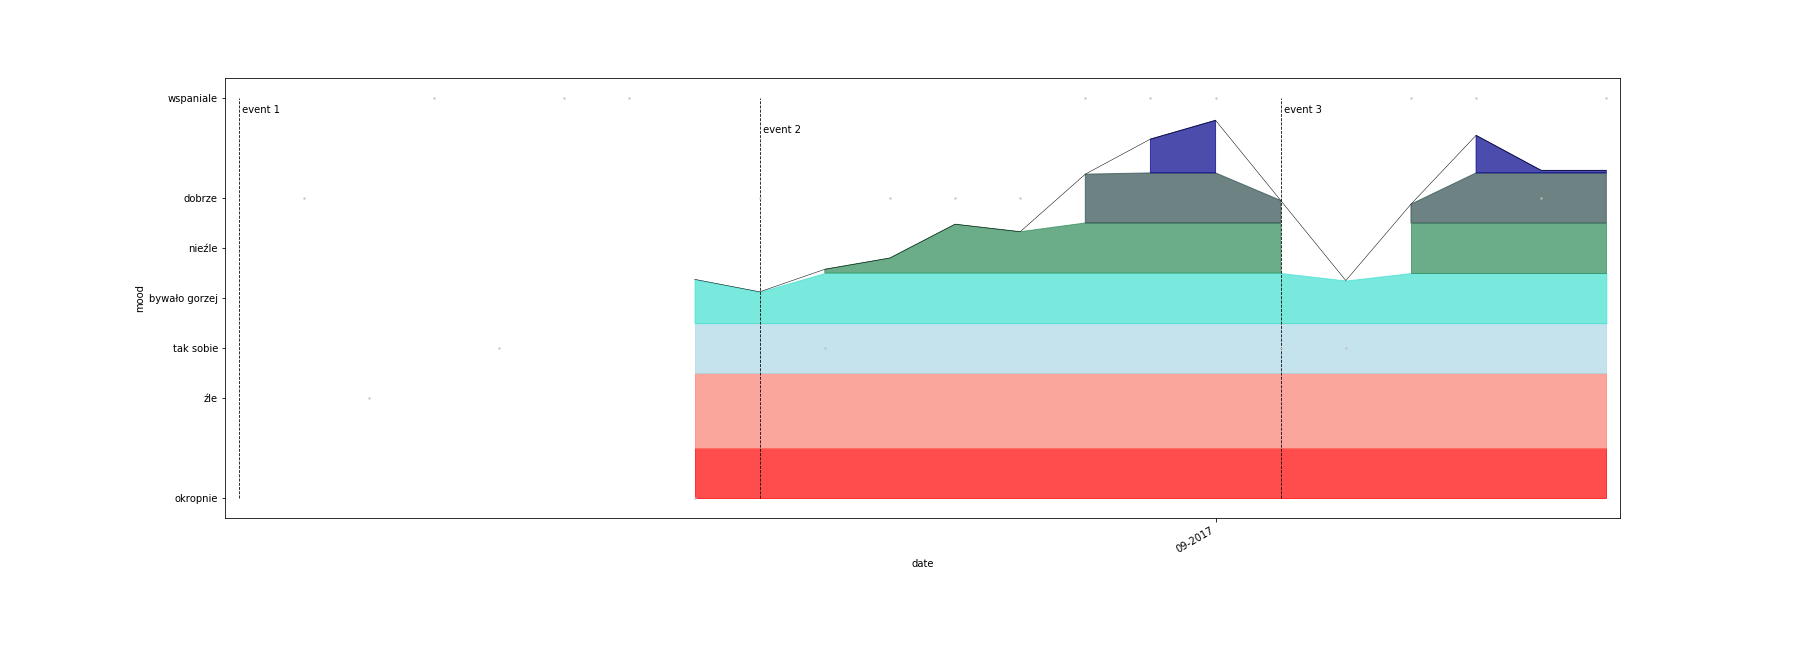 wspaniale
event 1
event 2
event 3
dobrze
nieźle
bywało gorzej
mood
tak sobie
źle
okropnie
09-2017
date